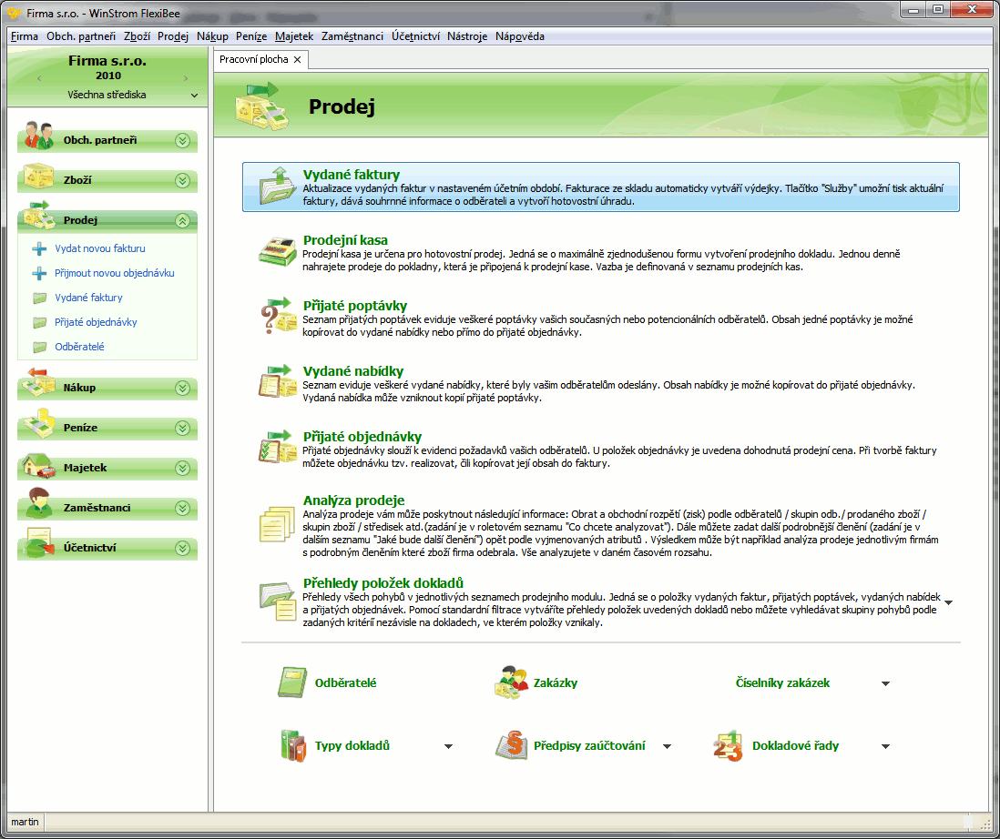 Firma s.r.o. - WinStrom FlexiBee
Firma Obch. partneři Zboží Prodej Nákup Peníze Majetek Zaměstnanci Účetnictví Nástroje Nápověda
Firma s.r.o.
2010
Všechna střediska
Obch. partneři
Zboží
Prodej
Vydat novou fakturu
Přijmout novou objednávku
Vydané faktury
Přijaté objednávky
Odběratelé
Nákup
Peníze
Majetek
Zaměstnanci
Účetnictví
Pracovní plocha
Prodej
Vydané faktury
Aktualizace vydaných faktur v nastaveném účetním období. Fakturace ze skladu automaticky vytváří výdejky. Tlačítko "Služby" umožní tisk aktuální
faktury, dává souhrnné informace o odběrateli a vytvoří hotovostní úhradu.
Prodejní kasa
Prodejní kasa je určena pro hotovostní prodej. Jedná se o maximálně zjednodušenou formu vytvoření prodejního dokladu. Jednou denně
nahrajete prodeje do pokladny, která je připojená k prodejní kase. Vazba je definovaná v seznamu prodejních kas.
Přijaté poptávky
Seznam přijatých poptávek eviduje veškeré poptávky vašich současných nebo potencionálních odběratelů. Obsah jedné poptávky je možné
kopírovat do vydané nabídky nebo přímo do přijaté objednávky.
Vydané nabídky
Seznam eviduje veškeré vydané nabídky, které byly vašim odběratelům odeslány. Obsah nabídky je možné kopírovat do přijaté objednávky.
Vydaná nabídka může vzniknout kopií přijaté poptávky.
Přijaté objednávky
Přijaté objednávky slouží k evidenci požadavků vašich odběratelů. U položek objednávky je uvedena dohodnutá prodejní cena. Při tvorbě faktury
můžete objednávku tzv. realizovat, čili kopírovat její obsah do faktury.
Analýza prodeje
Analýza prodeje vám může poskytnout následující informace: Obrat a obchodní rozpětí (zisk) podle odběratelů / skupin odb./ prodaného zboží /
skupin zboží / středisek atd.(zadání je v roletovém seznamu "Co chcete analyzovat"). Dále můžete zadat další podrobnější členění (zadání je v
dalším seznamu "Jaké bude další členění") opět podle vyjmenovaných atributů . Výsledkem může být například analýza prodeje jednotlivým firmám
s podrobným členěním které zboží firma odebrala. Vše analyzujete v daném časovém rozsahu.
Přehledy položek dokladů
Přehledy všech pohybů v jednotlivých seznamech prodejního modulu. Jedná se o položky vydaných faktur, přijatých poptávek, vydaných nabídek
a přijatých objednávek. Pomocí standardní filtrace vytváříte přehledy položek uvedených dokladů nebo můžete vyhledávat skupiny pohybů podle
zadaných kritérií nezávisle na dokladech, ve kterém položky vznikaly.
Odběratelé
Zakázky
Číselníky zakázek
Typy dokladů
Předpisy zaúčtování
Dokladové řady
martin